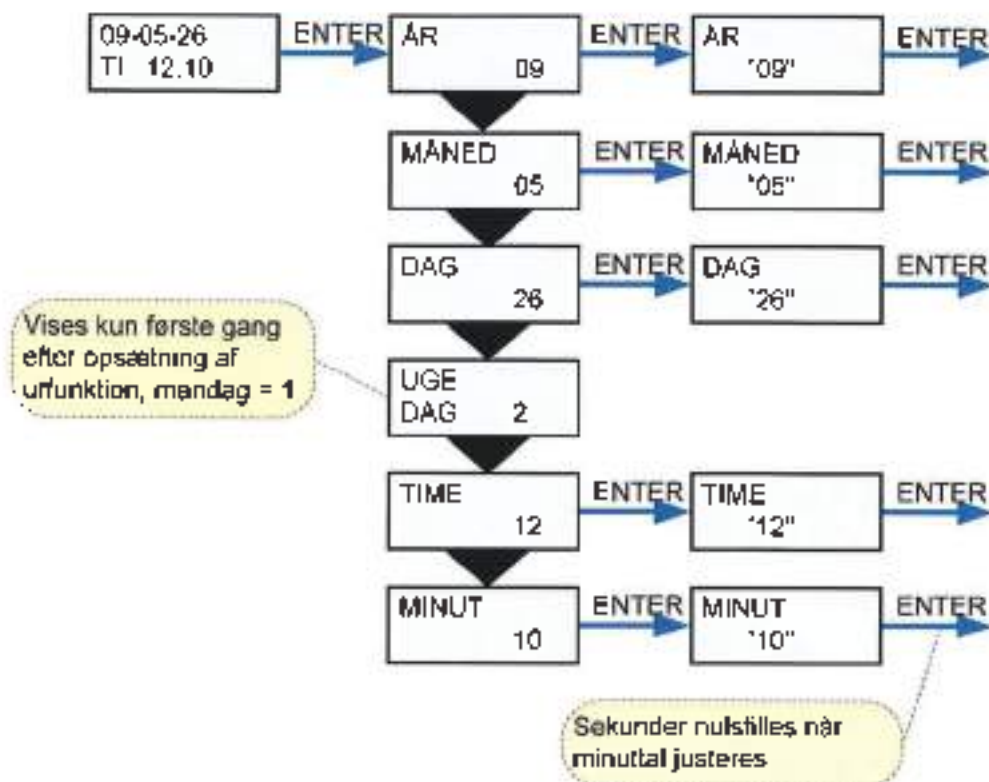 09-05-26
TI 12.10
ENTER
ÅR
09
ENTER
ÅR
"09"
ENTER
MÅNED
05
ENTER
MÅNED
"05"
ENTER
DAG
26
ENTER
DAG
"26"
ENTER
Vises kun første gang
efter opsætning af
urfunktion, mandag = 1
UGE
DAG 2
TIME
12
ENTER
TIME
"12"
ENTER
MINUT
10
ENTER
MINUT
"10"
ENTER
Sekunder nulstilles når
minuttal justeres